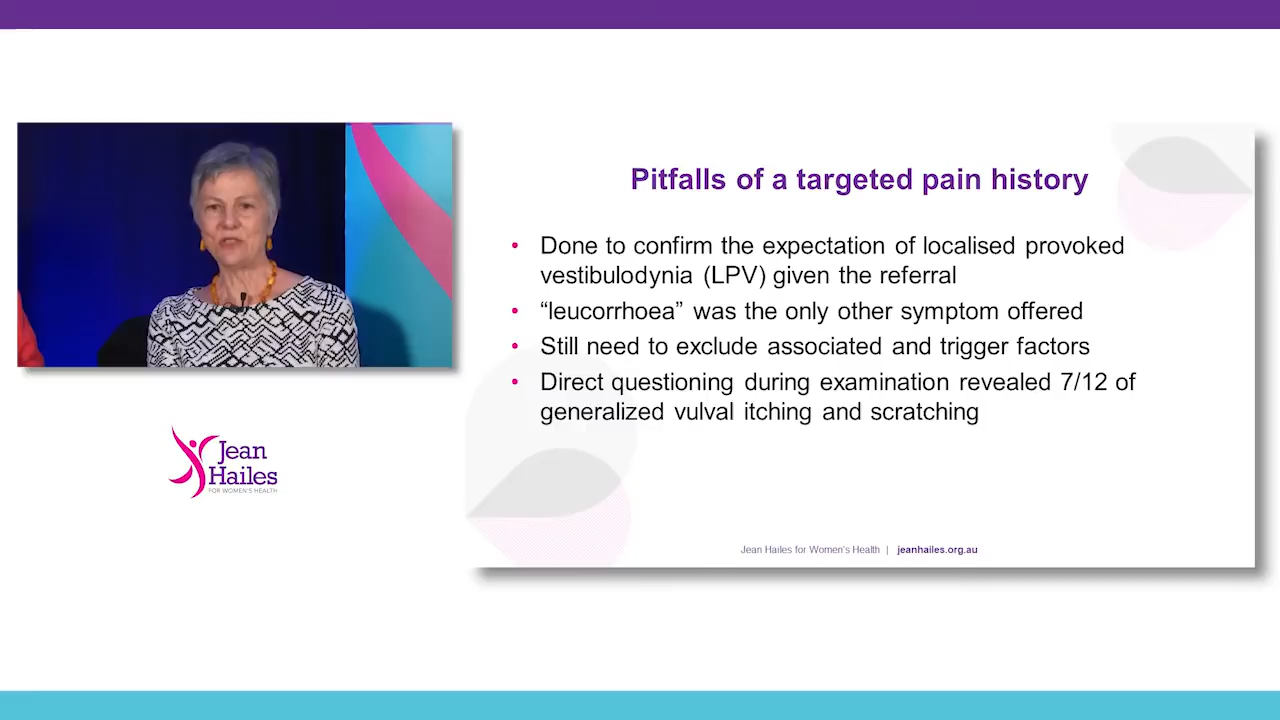 Pitfalls of a targeted pain history
• Done to confirm the expectation of localised provoked
vestibulodynia (LPV) given the referral
• “leucorrhoea” was the only other symptom offered
• Still need to exclude associated and trigger factors
• Direct questioning during examination revealed 7/12 of
generalized vulval itching and scratching
Jean
Hailes
FOR WOMEN'S HEALTH
Jean Hailes for Women's Health | jeanhailes.org.au